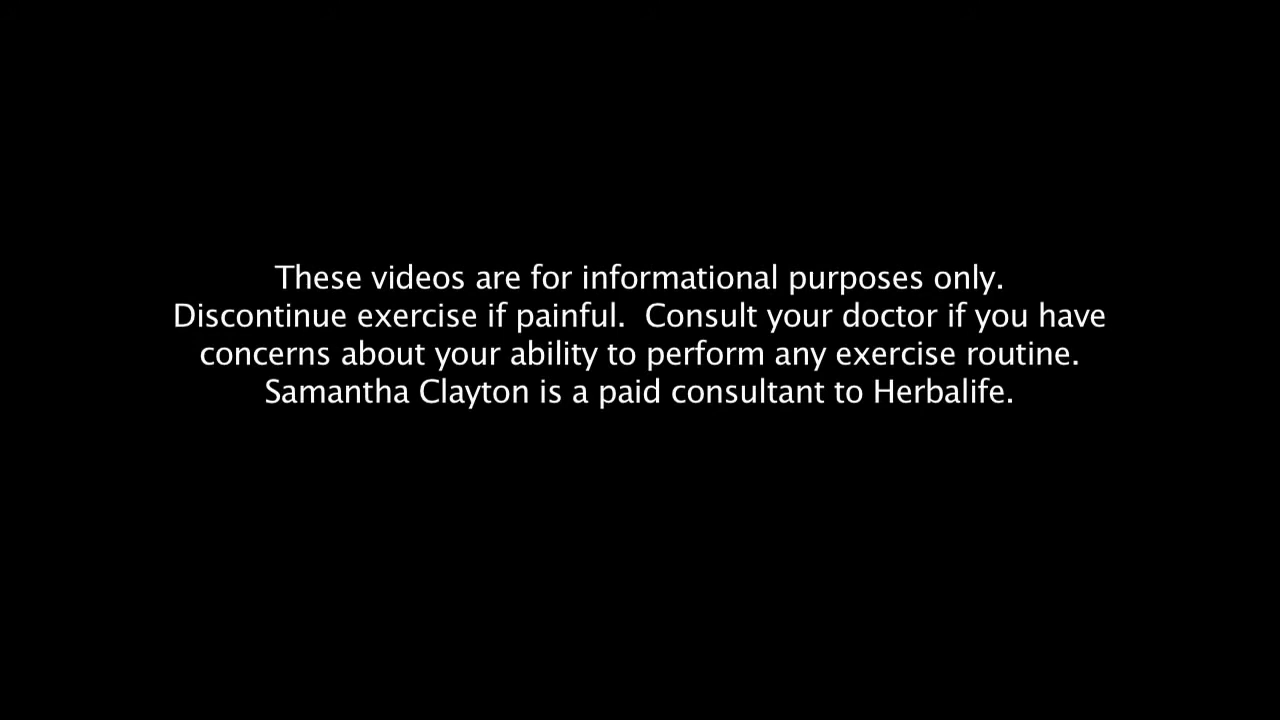 These videos are for informational purposes only.
Discontinue exercise if painful.  Consult your doctor if you have
concerns about your ability to perform any exercise routine.
Samantha Clayton is a paid consultant to Herbalife.